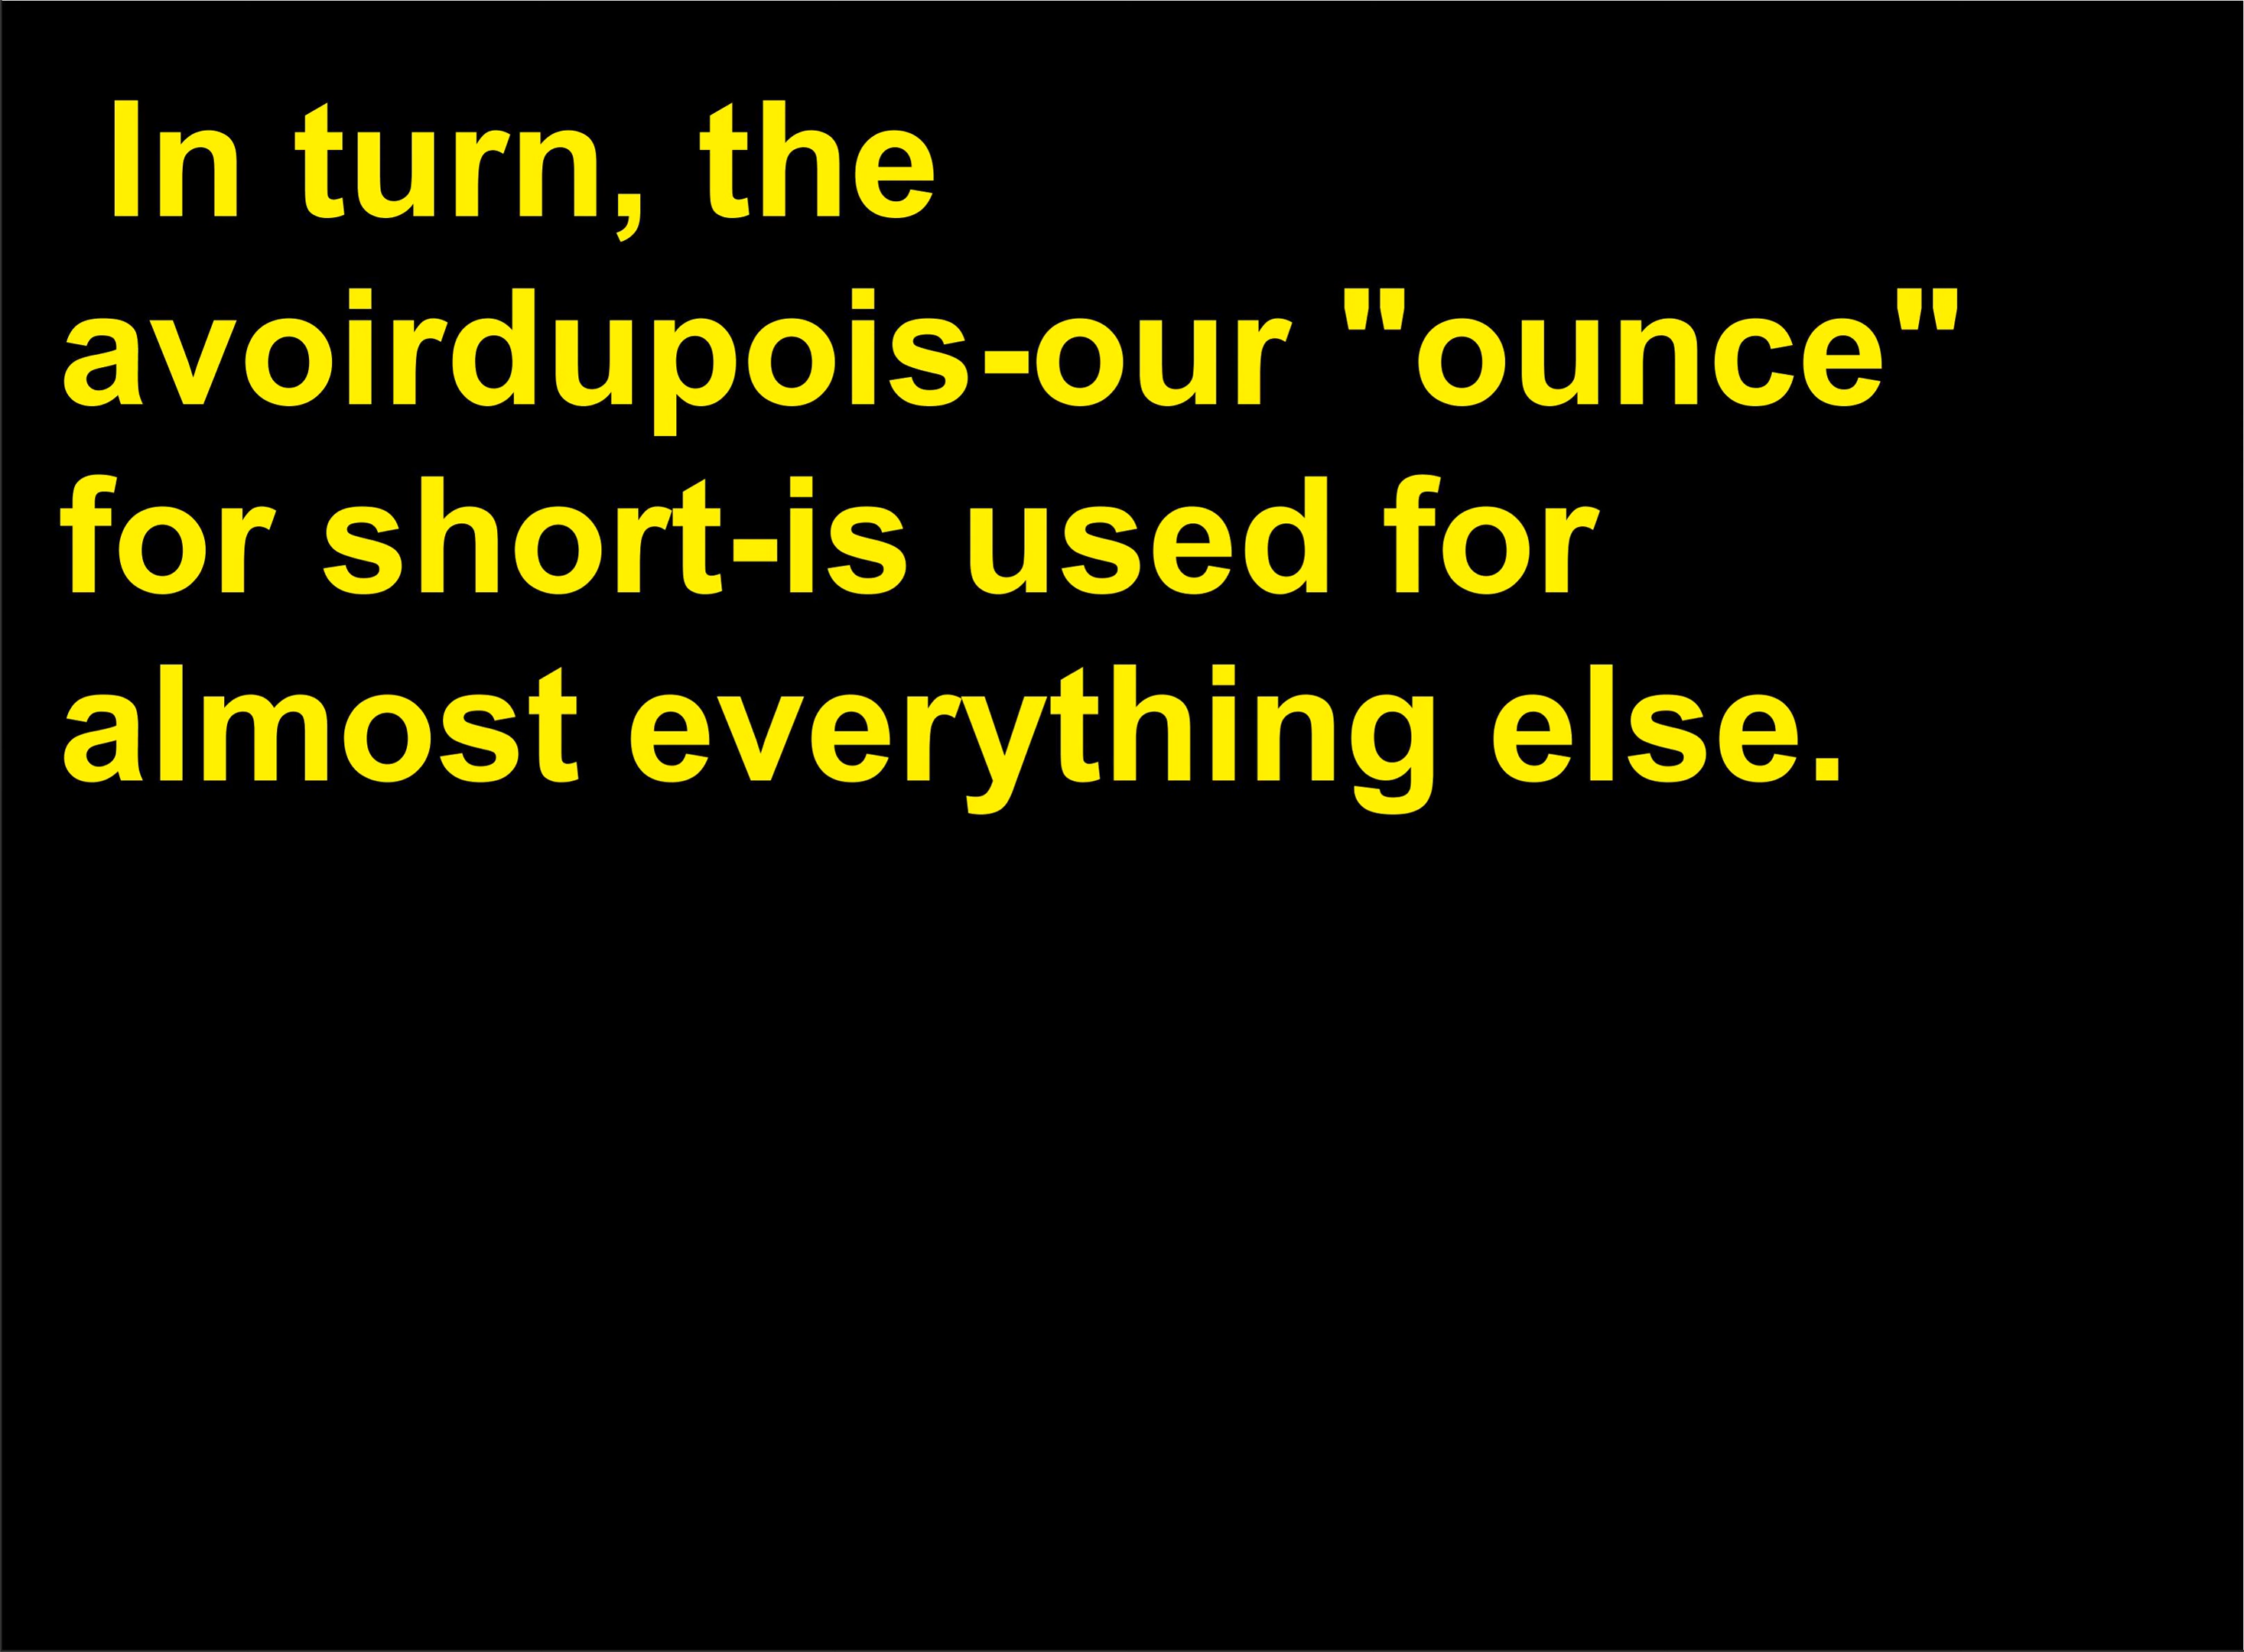 In turn, the
avoirdupois-our "ounce"
for short-is used for
almost everything else.